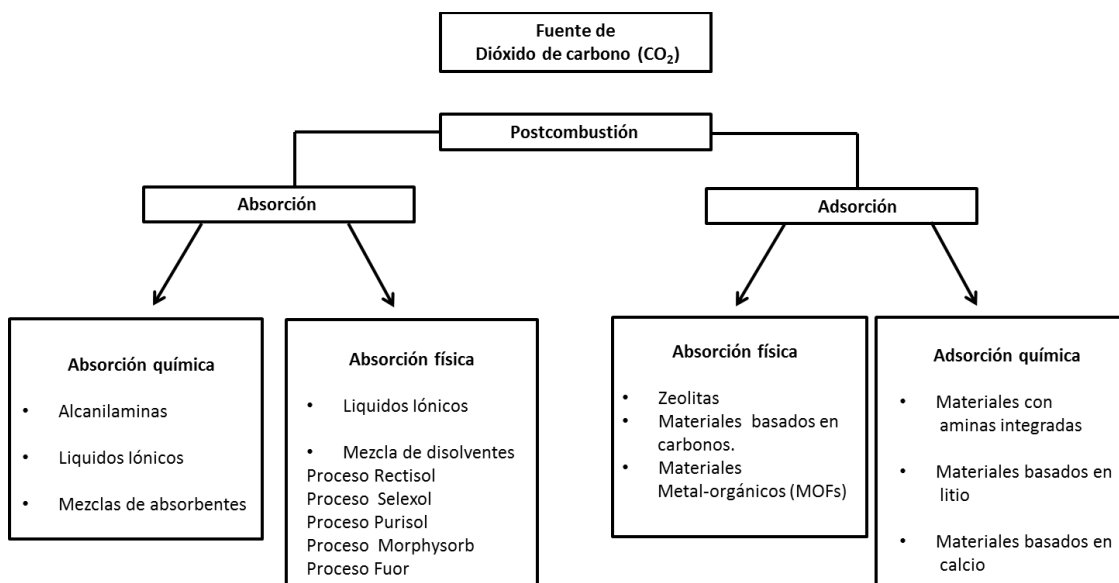 Fuente de
Dióxido de carbono (CO₂)
Postcombustión
Absorción
Adsorción
Absorción química
• Alcanilaminas
• Liquidos Iónicos
• Mezclas de absorbentes
Absorción física
• Liquidos Iónicos
• Mezcla de disolventes
Proceso Rectisol
Proceso Selexol
Proceso Purisol
Proceso Morphysorb
Proceso Fuor
Absorción física
• Zeolitas
• Materiales basados en
carbonos.
• Materiales
Metal-orgánicos (MOFs)
Adsorción química
• Materiales con
aminas integradas
• Materiales basados en
litio
• Materiales basados en
calcio